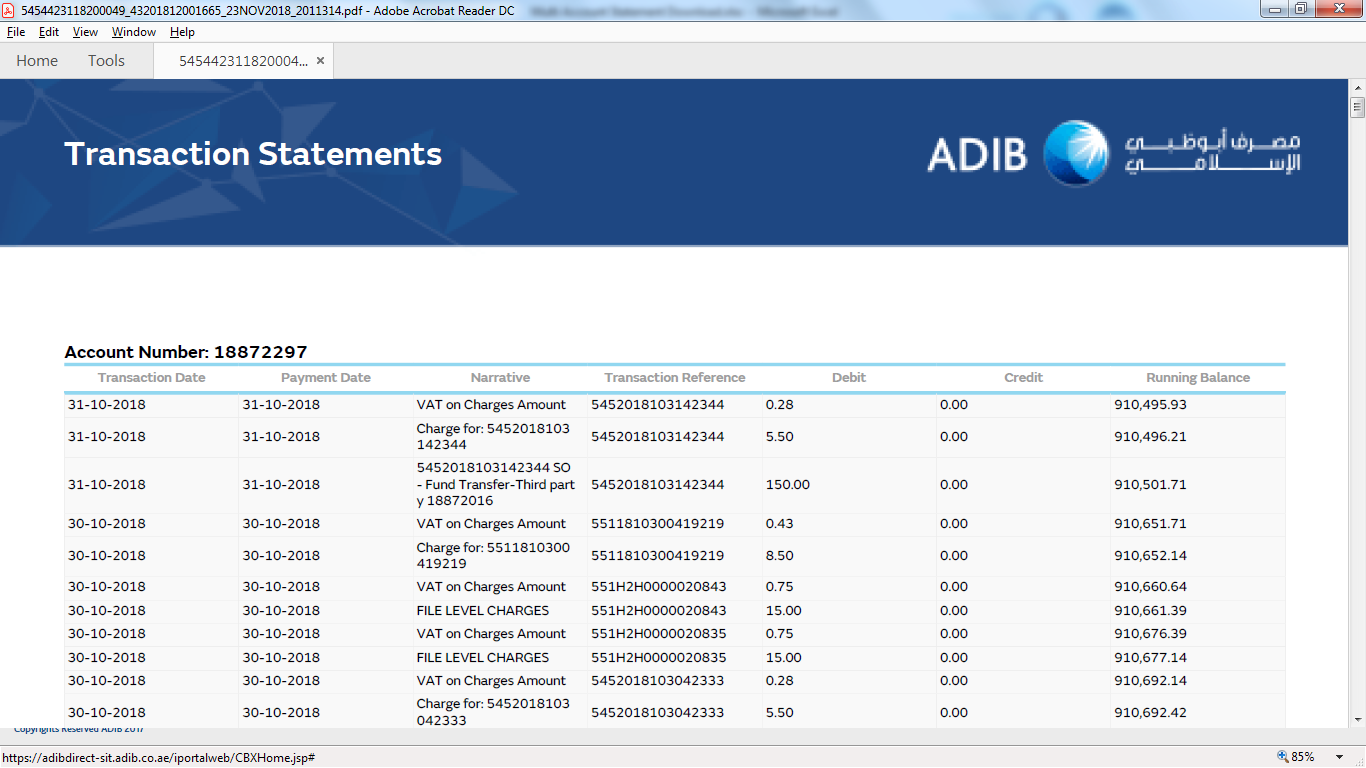 5454423118200049_43201812001665_23NOV2018_2011314.pdf - Adobe Acrobat Reader DC
File Edit View Window Help
Home Tools 545442311820004... ×
Transaction Statements
ADIB
مصرف أبوظبي
الإسلامي
Account Number: 18872297
Transaction Date Payment Date Narrative Transaction Reference Debit Credit Running Balance
31-10-2018 31-10-2018 VAT on Charges Amount 5452018103142344 0.28 0.00 910,495.93
31-10-2018 31-10-2018 Charge for: 5452018103
142344 5452018103142344 5.50 0.00 910,496.21
31-10-2018 31-10-2018 5452018103142344 SO
- Fund Transfer-Third part
y 18872016 5452018103142344 150.00 0.00 910,501.71
30-10-2018 30-10-2018 VAT on Charges Amount 5511810300419219 0.43 0.00 910,651.71
30-10-2018 30-10-2018 Charge for: 5511810300
419219 5511810300419219 8.50 0.00 910,652.14
30-10-2018 30-10-2018 VAT on Charges Amount 551H2H0000020843 0.75 0.00 910,660.64
30-10-2018 30-10-2018 FILE LEVEL CHARGES 551H2H0000020843 15.00 0.00 910,661.39
30-10-2018 30-10-2018 VAT on Charges Amount 551H2H0000020835 0.75 0.00 910,676.39
30-10-2018 30-10-2018 FILE LEVEL CHARGES 551H2H0000020835 15.00 0.00 910,677.14
30-10-2018 30-10-2018 VAT on Charges Amount 5452018103042333 0.28 0.00 910,692.14
30-10-2018 30-10-2018 Charge for: 5452018103
042333 5452018103042333 5.50 0.00 910,692.42
Copyrights Reserved ADIB 2017
https://adibdirect-sit.adib.co.ae/iportalweb/CBXHome.jsp# 85%